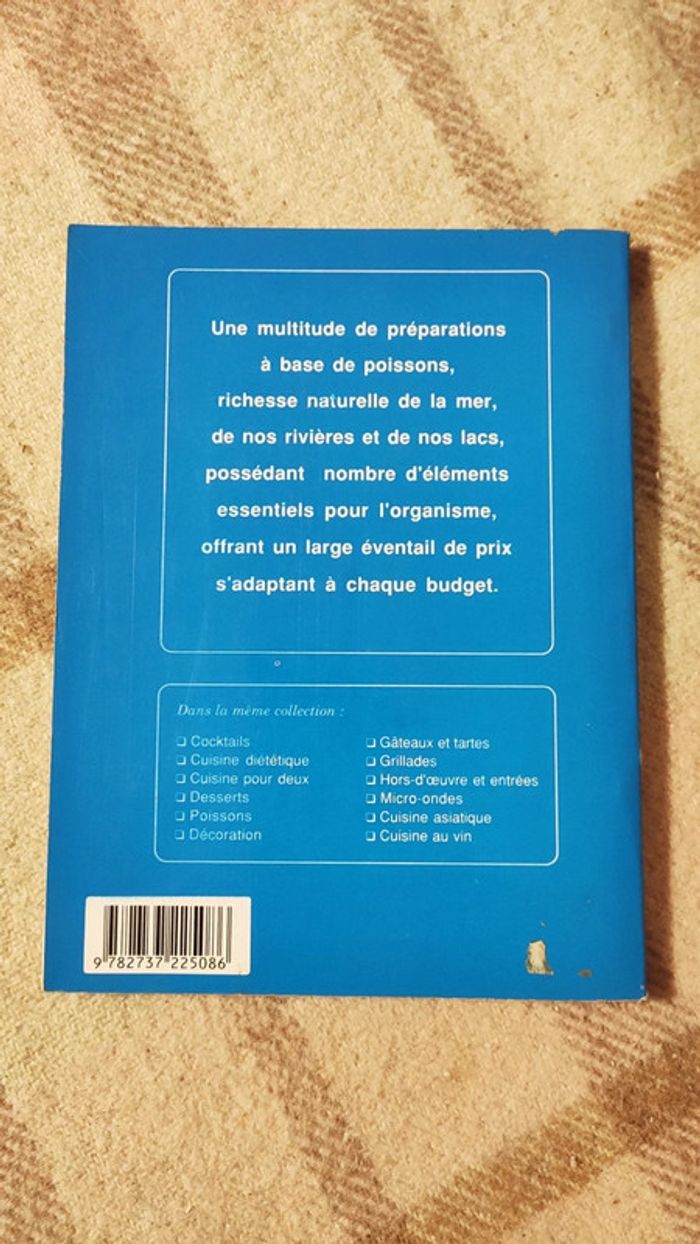 Une multitude de préparations
à base de poissons,
richesse naturelle de la mer,
de nos rivières et de nos lacs,
possédant nombre d'éléments
essentiels pour l'organisme,
offrant un large éventail de prix
s'adaptant à chaque budget.
Dans la même collection :
❑ Cocktails
❑ Cuisine diététique
❑ Cuisine pour deux
❑ Desserts
❑ Poissons
❑ Décoration
❑ Gâteaux et tartes
❑ Grillades
❑ Hors-d'œuvre et entrées
❑ Micro-ondes
❑ Cuisine asiatique
❑ Cuisine au vin
9 782737 225086